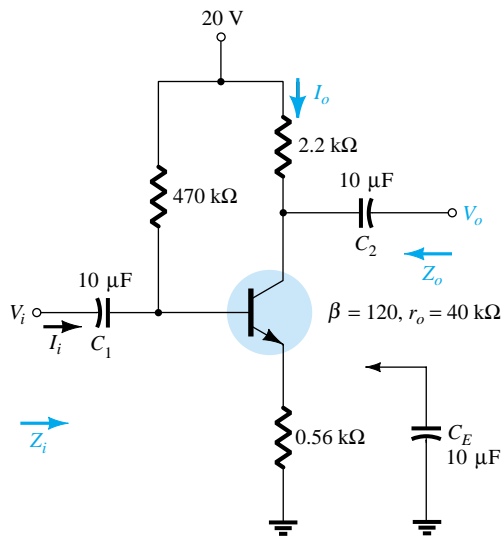 20 V
I_o
2.2 kΩ
470 kΩ
10 μF
V_o
C_2
Z_o
10 μF
V_i
I_i
C_1
β = 120, r_o = 40 kΩ
Z_i
0.56 kΩ
C_E
10 μF